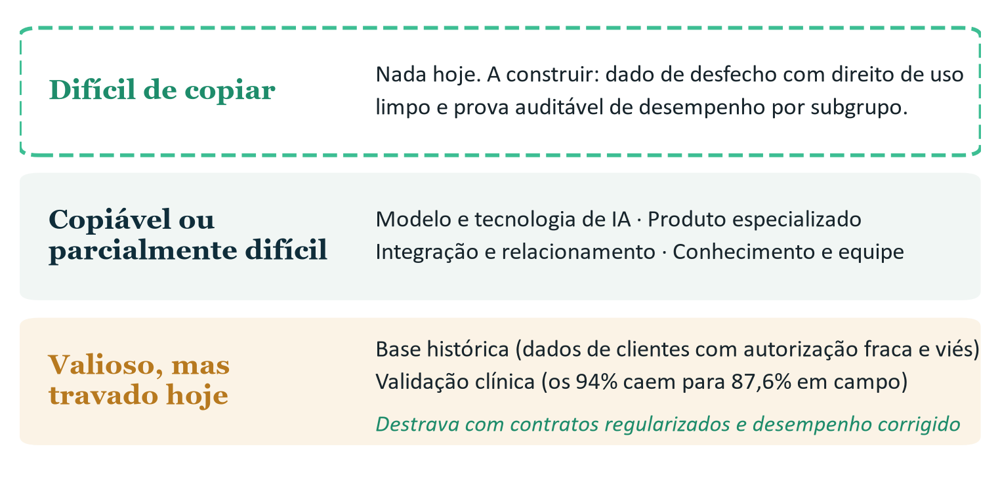 Difícil de copiar
Nada hoje. A construir: dado de desfecho com direito de uso
limpo e prova auditável de desempenho por subgrupo.
Copiável ou
parcialmente difícil
Modelo e tecnologia de IA · Produto especializado
Integração e relacionamento · Conhecimento e equipe
Valioso, mas
travado hoje
Base histórica (dados de clientes com autorização fraca e viés)
Validação clínica (os 94% caem para 87,6% em campo)
Destrava com contratos regularizados e desempenho corrigido